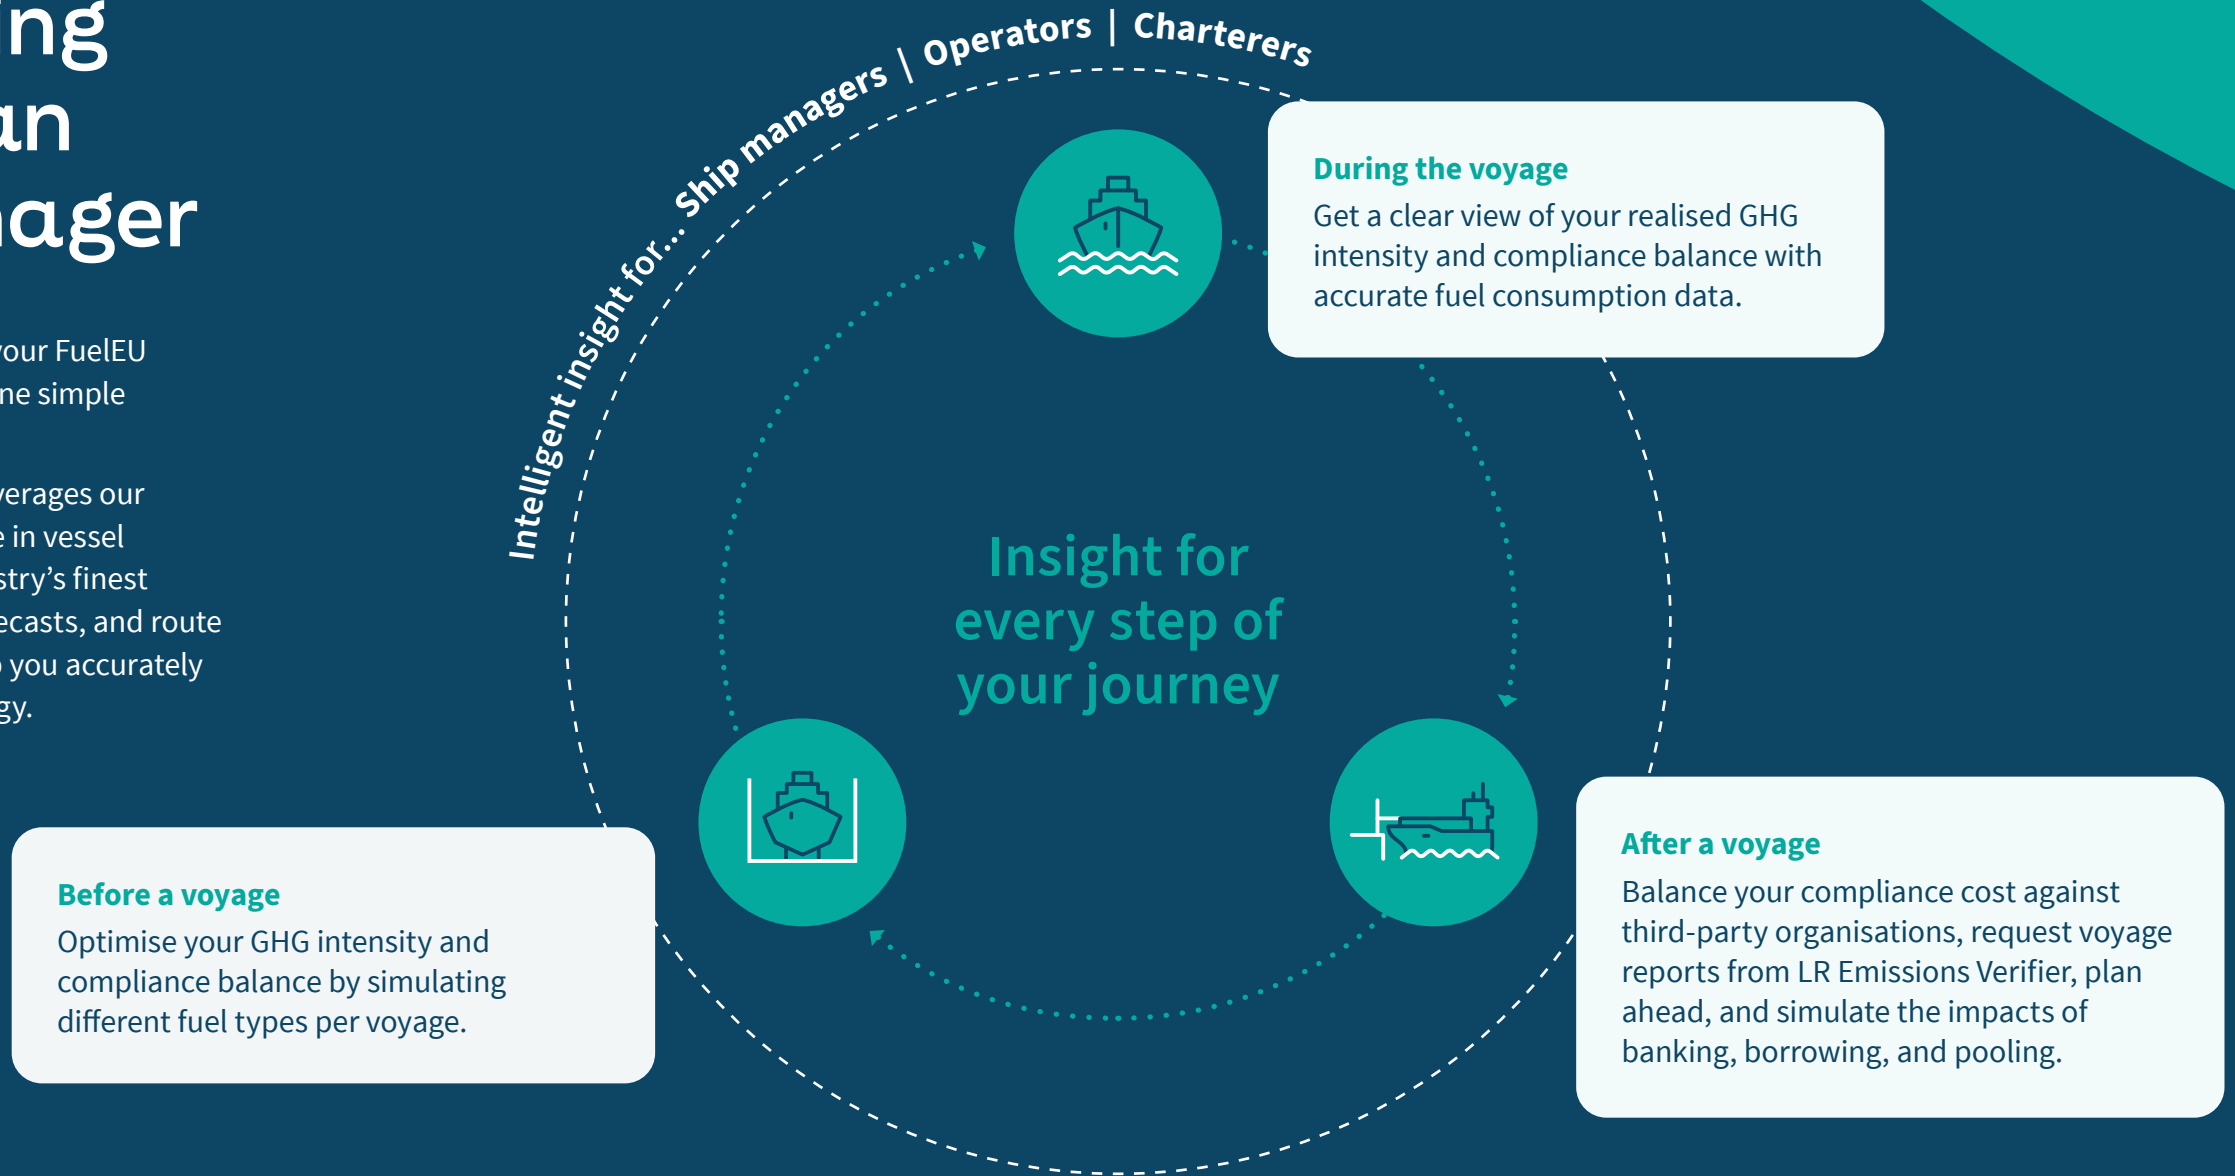 ing
an
nager
your FuelEU
ne simple
verages our
e in vessel
stry's finest
ecasts, and route
you accurately
gy.
Intelligent insight for... Ship managers | Operators | Charterers
During the voyage
Get a clear view of your realised GHG
intensity and compliance balance with
accurate fuel consumption data.
Insight for
every step of
your journey
Before a voyage
Optimise your GHG intensity and
compliance balance by simulating
different fuel types per voyage.
After a voyage
Balance your compliance cost against
third-party organisations, request voyage
reports from LR Emissions Verifier, plan
ahead, and simulate the impacts of
banking, borrowing, and pooling.